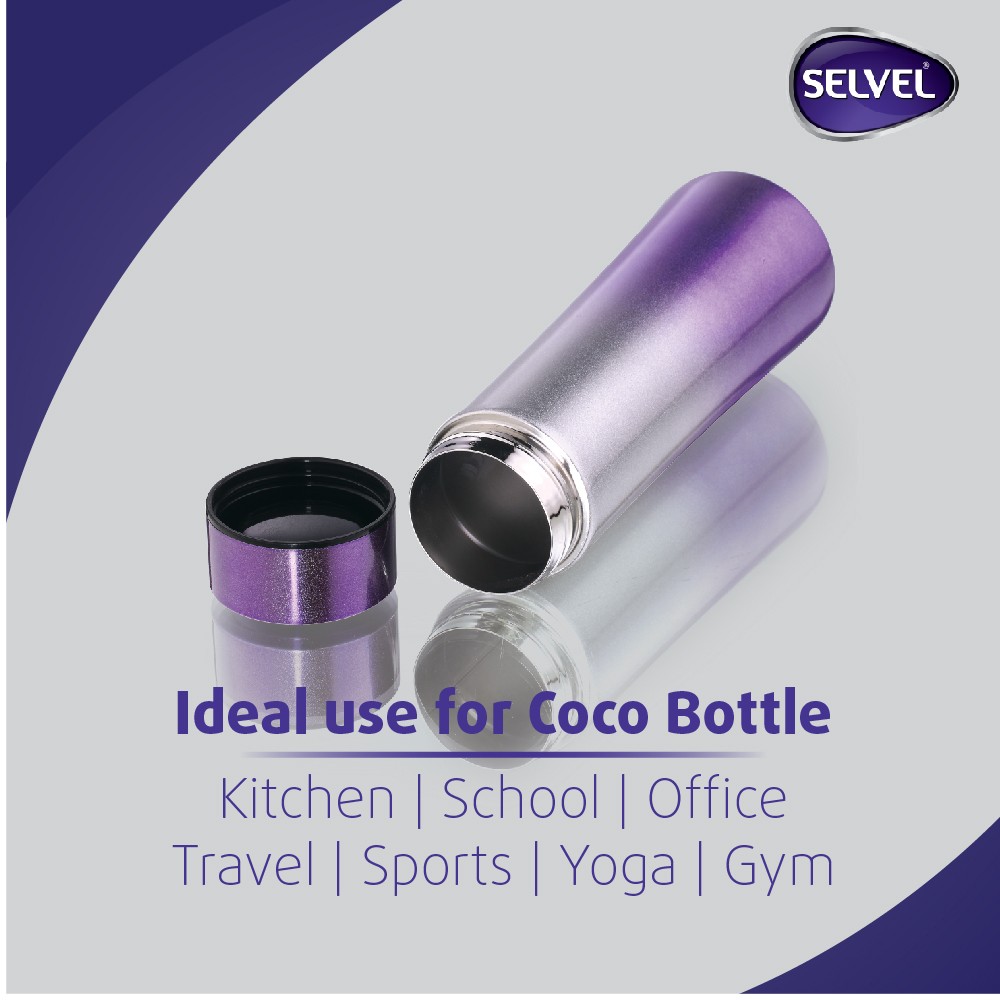 SELVEL®
Ideal use for Coco Bottle
Kitchen | School | Office
Travel | Sports | Yoga | Gym